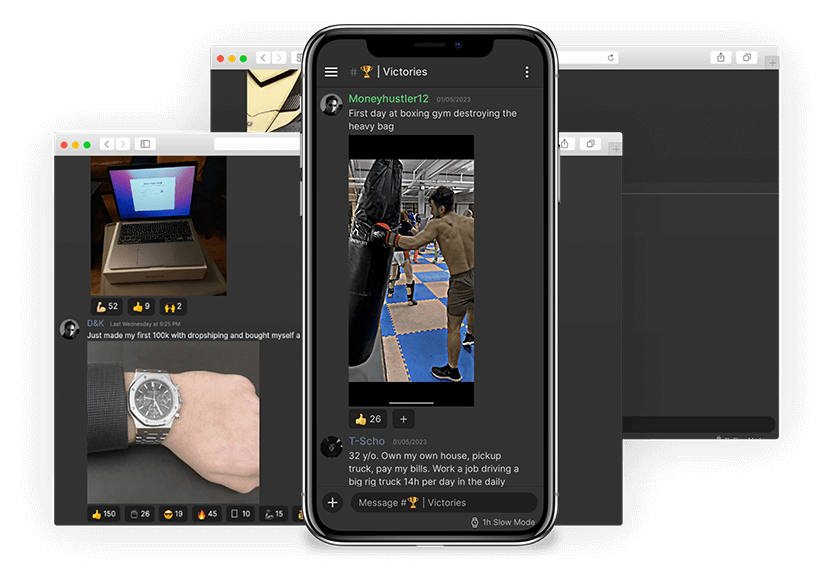 # 🏆 | Victories
Moneyhustler12 01/05/2023
First day at boxing gym destroying the
heavy bag
👍 26 +
T-Scho 01/05/2023
32 y/o. Own my own house, pickup
truck, pay my bills. Work a job driving a
big rig truck 14h per day in the daily
+ Message #🏆 | Victories
1h Slow Mode
💪 52 👍 9 🙌 2
D&K Last Wednesday at 6:25 PM
Just made my first 100k with dropshiping and bought myself a
👍 150 26 😎 19 🔥 45 10 15